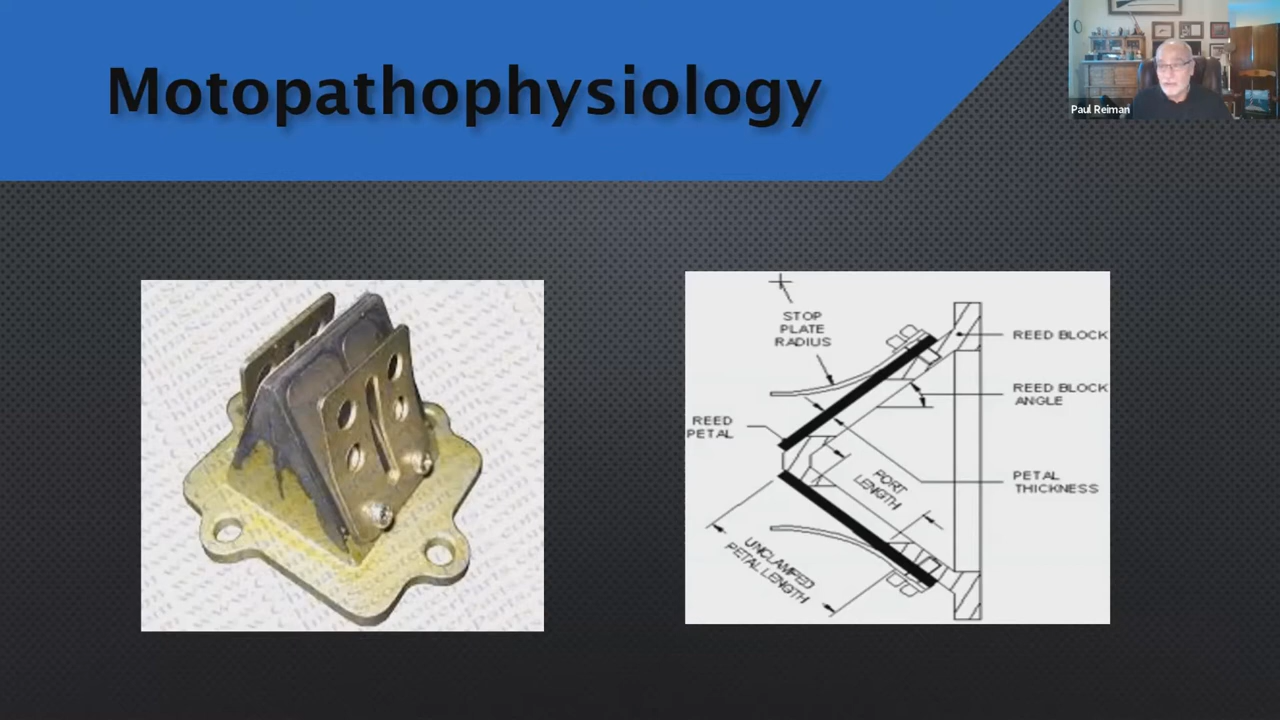 Motopathophysiology
Paul Reiman
STOP
PLATE
RADIUS
REED BLOCK
REED BLOCK
ANGLE
REED
PETAL
PORT
LENGTH
PETAL
THICKNESS
UNCLAMPED
PETAL LENGTH